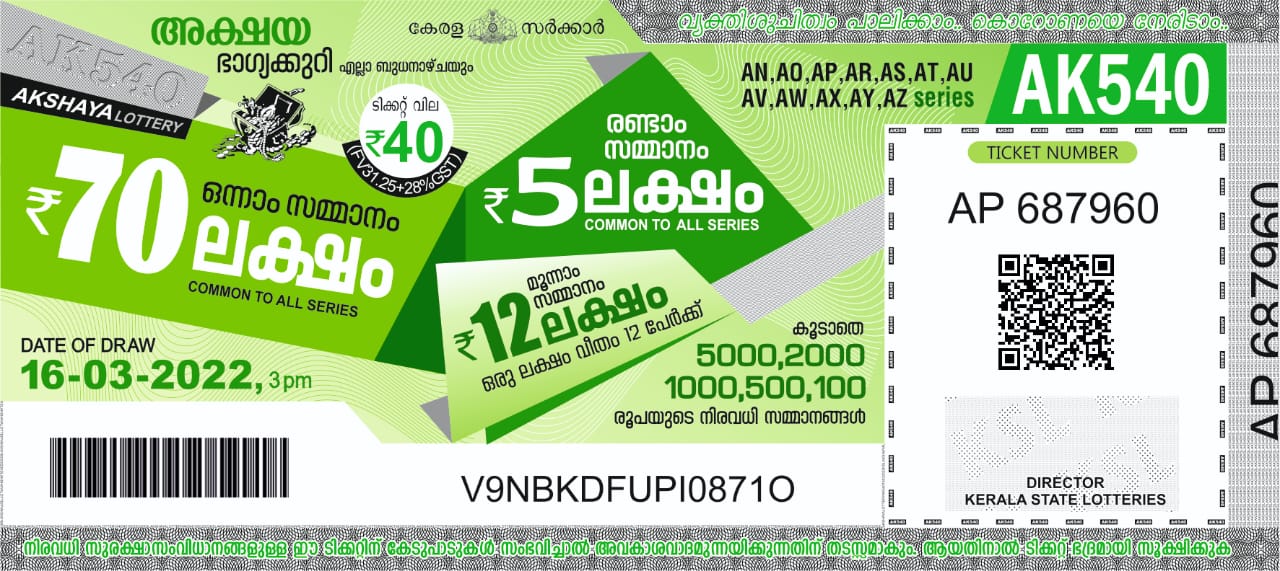 വ്യക്തിശുചിത്വം പാലിക്കാം. കൊറോണയെ നേരിടാം.
കേരള സർക്കാർ
അക്ഷയ
ഭാഗ്യക്കുറി എല്ലാ ബുധനാഴ്ചയും
AK540
AKSHAYA LOTTERY
ടിക്കറ്റ് വില
₹40
(FV31.25+28%GST)
AN,AO,AP,AR,AS,AT,AU
AV,AW,AX,AY,AZ series
AK540
ഒന്നാം സമ്മാനം
₹70 ലക്ഷം
COMMON TO ALL SERIES
രണ്ടാം
സമ്മാനം
₹5 ലക്ഷം
COMMON TO ALL SERIES
മൂന്നാം
സമ്മാനം
₹12 ലക്ഷം
ഒരു ലക്ഷം വീതം 12 പേർക്ക്
കൂടാതെ
5000,2000
1000,500,100
രൂപയുടെ നിരവധി സമ്മാനങ്ങൾ
DATE OF DRAW
16-03-2022, 3pm
V9NBKDFUPI0871O
TICKET NUMBER
AP 687960
KSL
KSL
DIRECTOR
KERALA STATE LOTTERIES
AP 687960
നിരവധി സുരക്ഷാസംവിധാനങ്ങളുള്ള ഈ ടിക്കറ്റിന് കേടുപാടുകൾ സംഭവിച്ചാൽ അവകാശവാദമുന്നയിക്കുന്നതിന് തടസ്സമാകും. ആയതിനാൽ ടിക്കറ്റ് ഭദ്രമായി സൂക്ഷിക്കുക